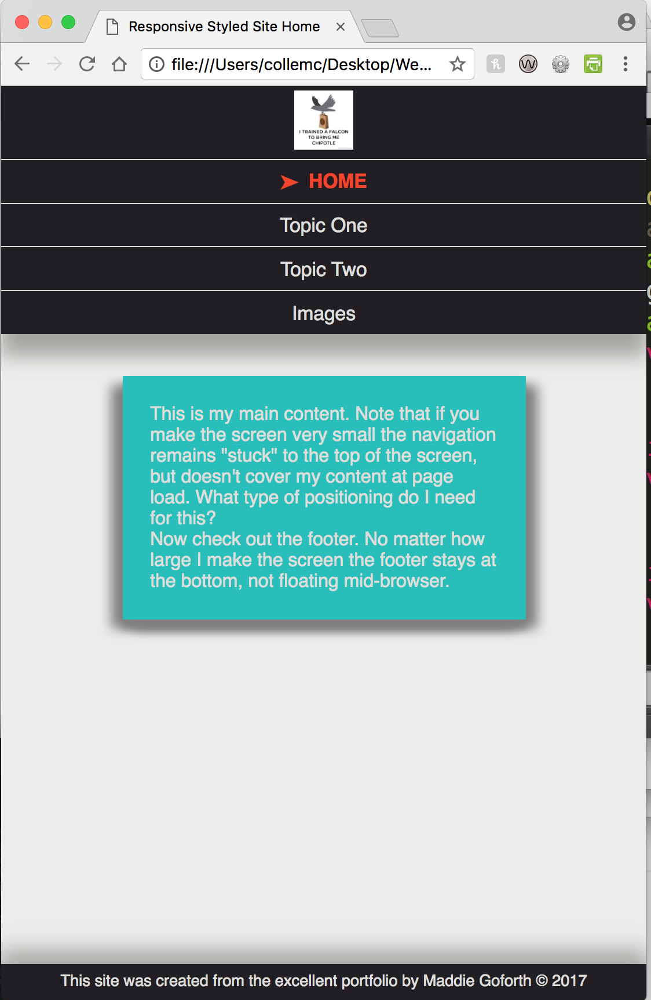 Responsive Styled Site Home
file:///Users/collemc/Desktop/We...
I TRAINED A FALCON
TO BRING ME
CHIPOTLE
➤ HOME
Topic One
Topic Two
Images
This is my main content. Note that if you
make the screen very small the navigation
remains "stuck" to the top of the screen,
but doesn't cover my content at page
load. What type of positioning do I need
for this?
Now check out the footer. No matter how
large I make the screen the footer stays at
the bottom, not floating mid-browser.
This site was created from the excellent portfolio by Maddie Goforth © 2017